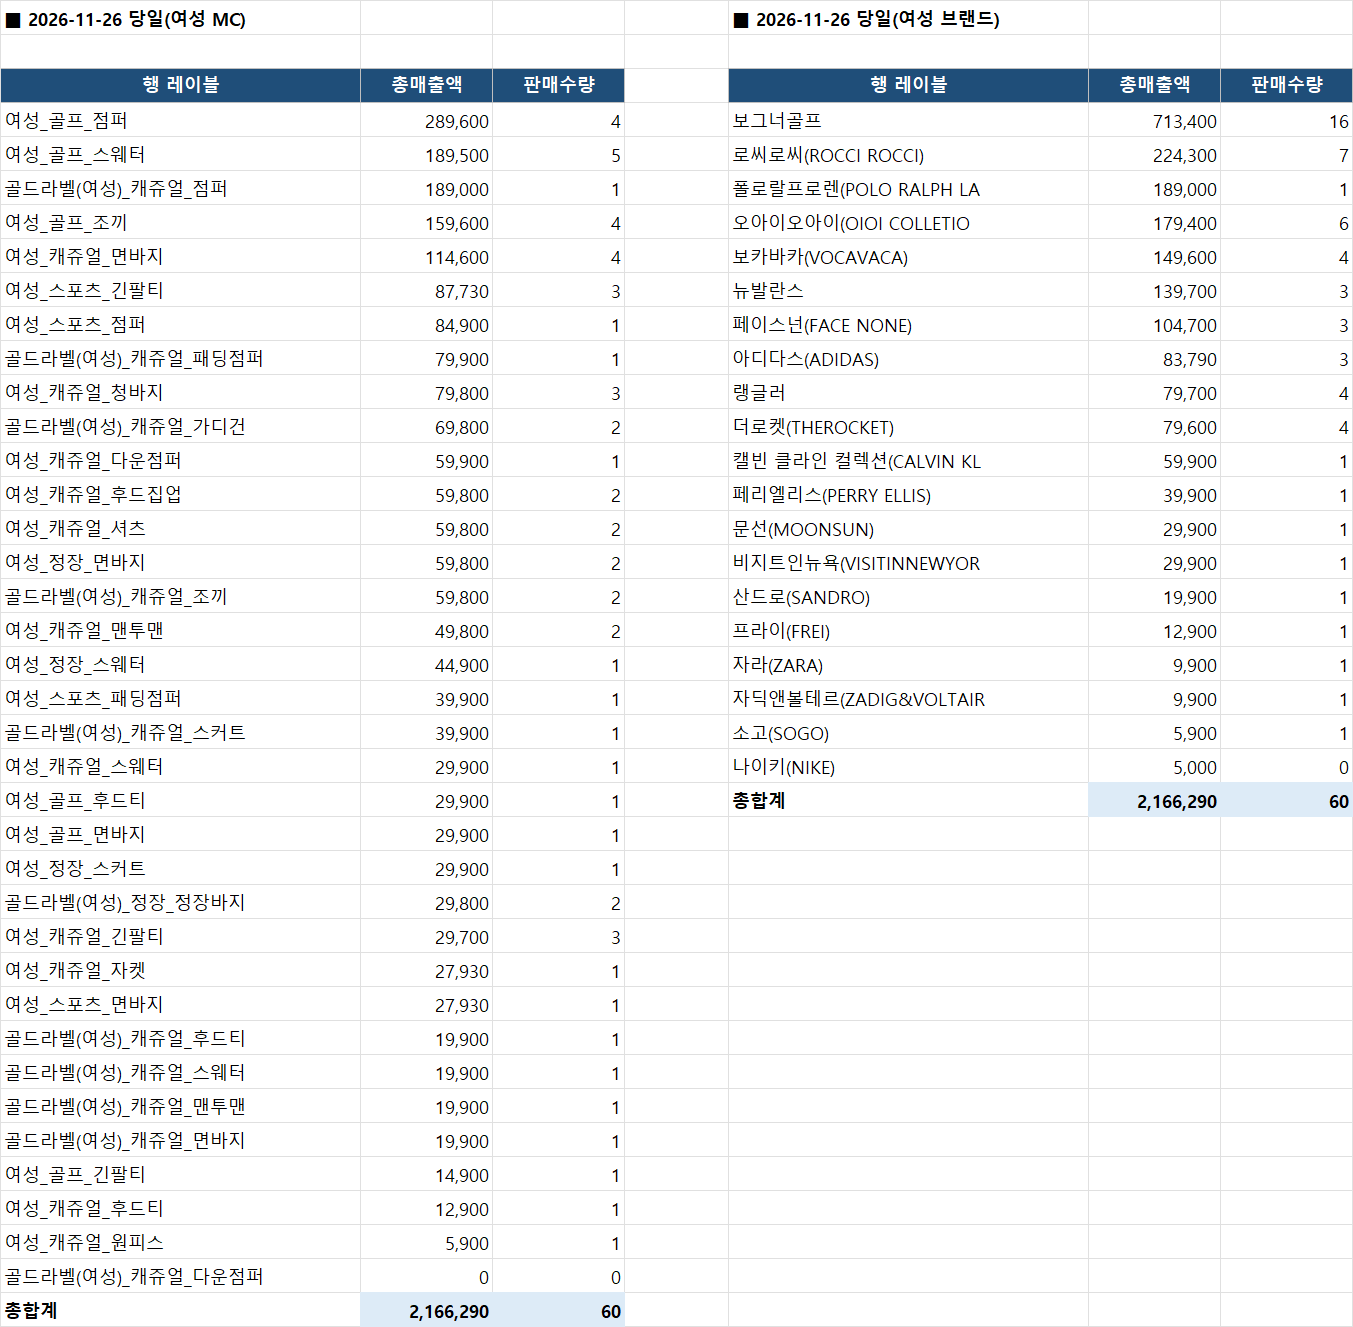 ■ 2026-11-26 당일(여성 MC)
행 레이블 총매출액 판매수량
여성_골프_점퍼 289,600 4
여성_골프_스웨터 189,500 5
골드라벨(여성)_캐쥬얼_점퍼 189,000 1
여성_골프_조끼 159,600 4
여성_캐쥬얼_면바지 114,600 4
여성_스포츠_긴팔티 87,730 3
여성_스포츠_점퍼 84,900 1
골드라벨(여성)_캐쥬얼_패딩점퍼 79,900 1
여성_캐쥬얼_청바지 79,800 3
골드라벨(여성)_캐쥬얼_가디건 69,800 2
여성_캐쥬얼_다운점퍼 59,900 1
여성_캐쥬얼_후드집업 59,800 2
여성_캐쥬얼_셔츠 59,800 2
여성_정장_면바지 59,800 2
골드라벨(여성)_캐쥬얼_조끼 59,800 2
여성_캐쥬얼_맨투맨 49,800 2
여성_정장_스웨터 44,900 1
여성_스포츠_패딩점퍼 39,900 1
골드라벨(여성)_캐쥬얼_스커트 39,900 1
여성_캐쥬얼_스웨터 29,900 1
여성_골프_후드티 29,900 1
여성_골프_면바지 29,900 1
여성_정장_스커트 29,900 1
골드라벨(여성)_정장_정장바지 29,800 2
여성_캐쥬얼_긴팔티 29,700 3
여성_캐쥬얼_자켓 27,930 1
여성_스포츠_면바지 27,930 1
골드라벨(여성)_캐쥬얼_후드티 19,900 1
골드라벨(여성)_캐쥬얼_스웨터 19,900 1
골드라벨(여성)_캐쥬얼_맨투맨 19,900 1
골드라벨(여성)_캐쥬얼_면바지 19,900 1
여성_골프_긴팔티 14,900 1
여성_캐쥬얼_후드티 12,900 1
여성_캐쥬얼_원피스 5,900 1
골드라벨(여성)_캐쥬얼_다운점퍼 0 0
총합계 2,166,290 60
■ 2026-11-26 당일(여성 브랜드)
행 레이블 총매출액 판매수량
보그너골프 713,400 16
로씨로씨(ROCCI ROCCI) 224,300 7
폴로랄프로렌(POLO RALPH LA 189,000 1
오아이오아이(OIOI COLLETIO 179,400 6
보카바카(VOCAVACA) 149,600 4
뉴발란스 139,700 3
페이스넌(FACE NONE) 104,700 3
아디다스(ADIDAS) 83,790 3
랭글러 79,700 4
더로켓(THEROCKET) 79,600 4
캘빈 클라인 컬렉션(CALVIN KL 59,900 1
페리엘리스(PERRY ELLIS) 39,900 1
문선(MOONSUN) 29,900 1
비지트인뉴욕(VISITINNEWYOR 29,900 1
산드로(SANDRO) 19,900 1
프라이(FREI) 12,900 1
자라(ZARA) 9,900 1
자딕앤볼테르(ZADIG&VOLTAIR 9,900 1
소고(SOGO) 5,900 1
나이키(NIKE) 5,000 0
총합계 2,166,290 60